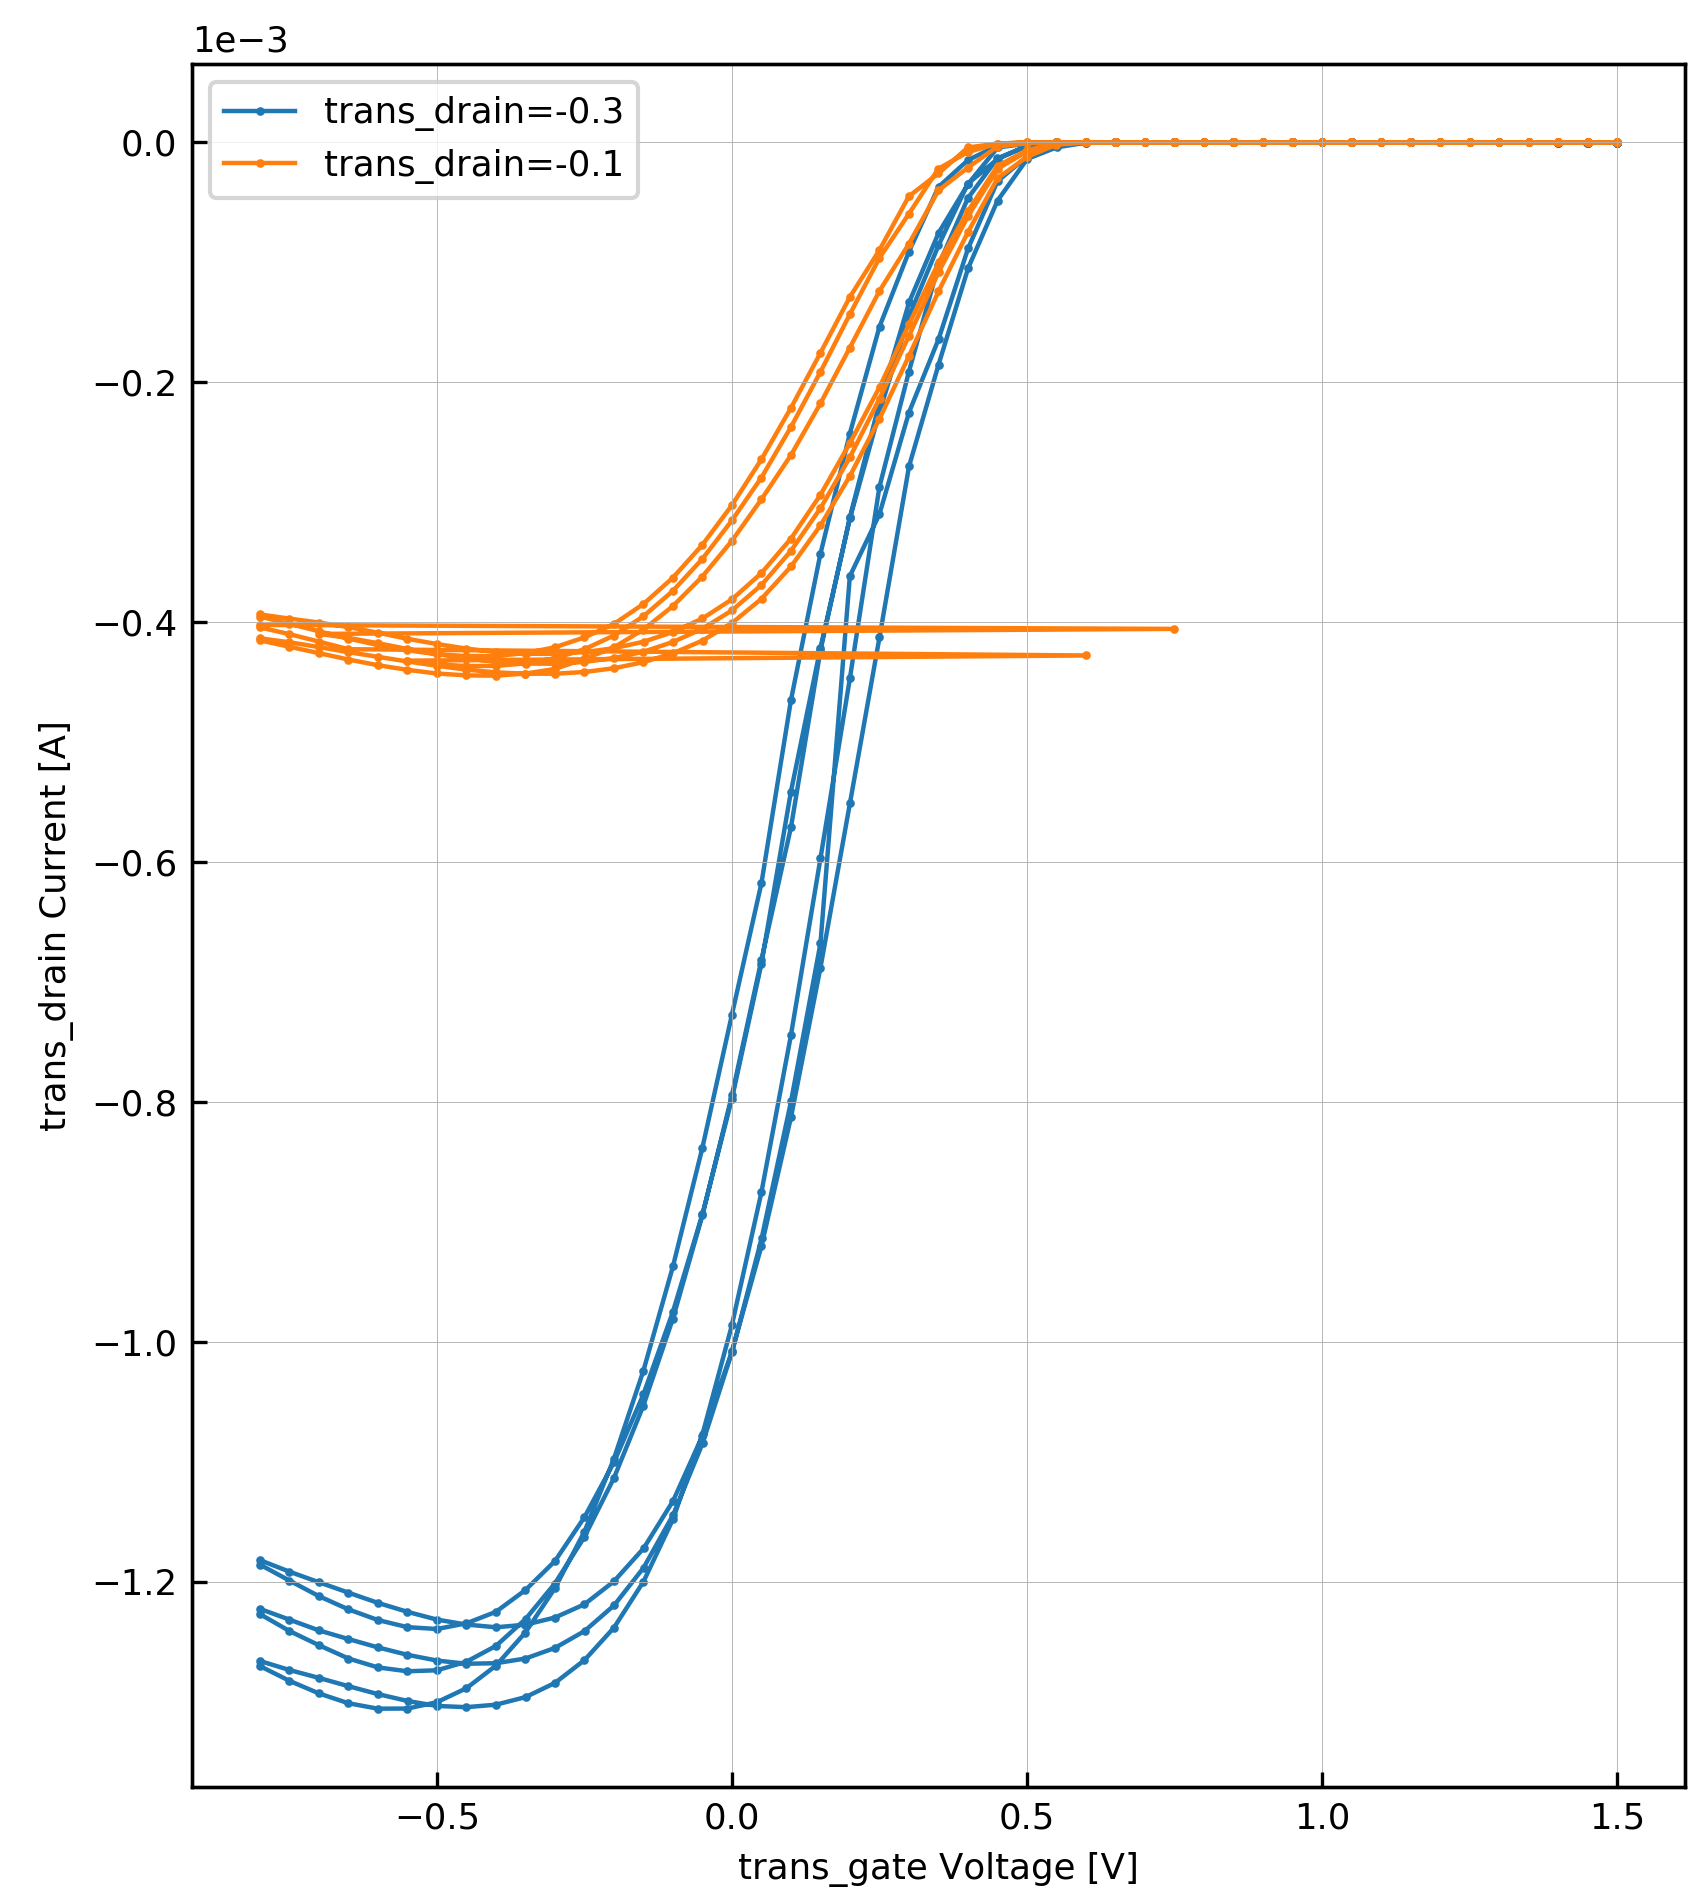 1e−3
trans_drain=-0.3
trans_drain=-0.1
0.0
−0.2
−0.4
−0.6
−0.8
−1.0
−1.2
trans_drain Current [A]
−0.5 0.0 0.5 1.0 1.5
trans_gate Voltage [V]